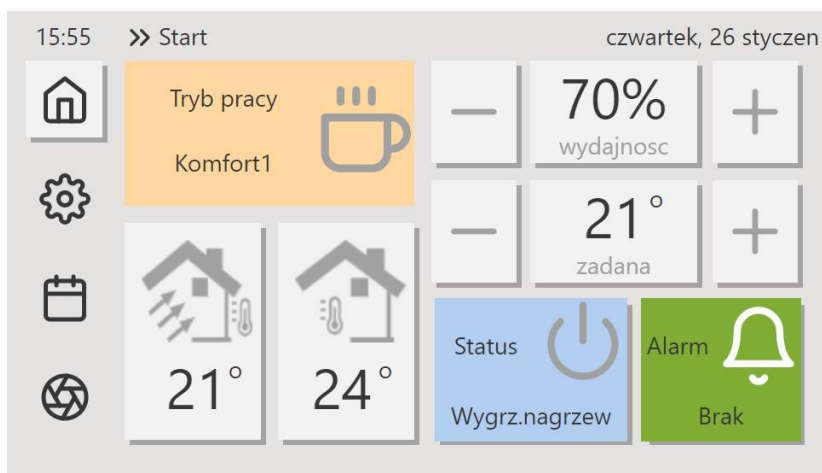 15:55
Start
czwartek, 26 styczen
Tryb pracy
Komfort1
70%
wydajnosc
21°
zadana
21°
24°
Status
Wygrz.nagrzew
Alarm
Brak